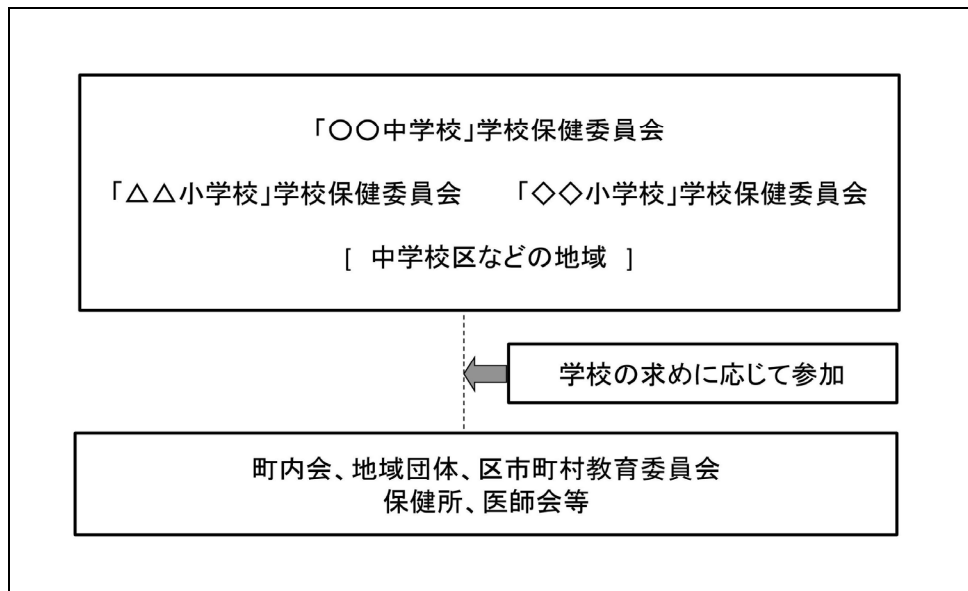 「〇〇中学校」学校保健委員会
「△△小学校」学校保健委員会 「◇◇小学校」学校保健委員会
[ 中学校区などの地域 ]
学校の求めに応じて参加
町内会、地域団体、区市町村教育委員会
保健所、医師会等